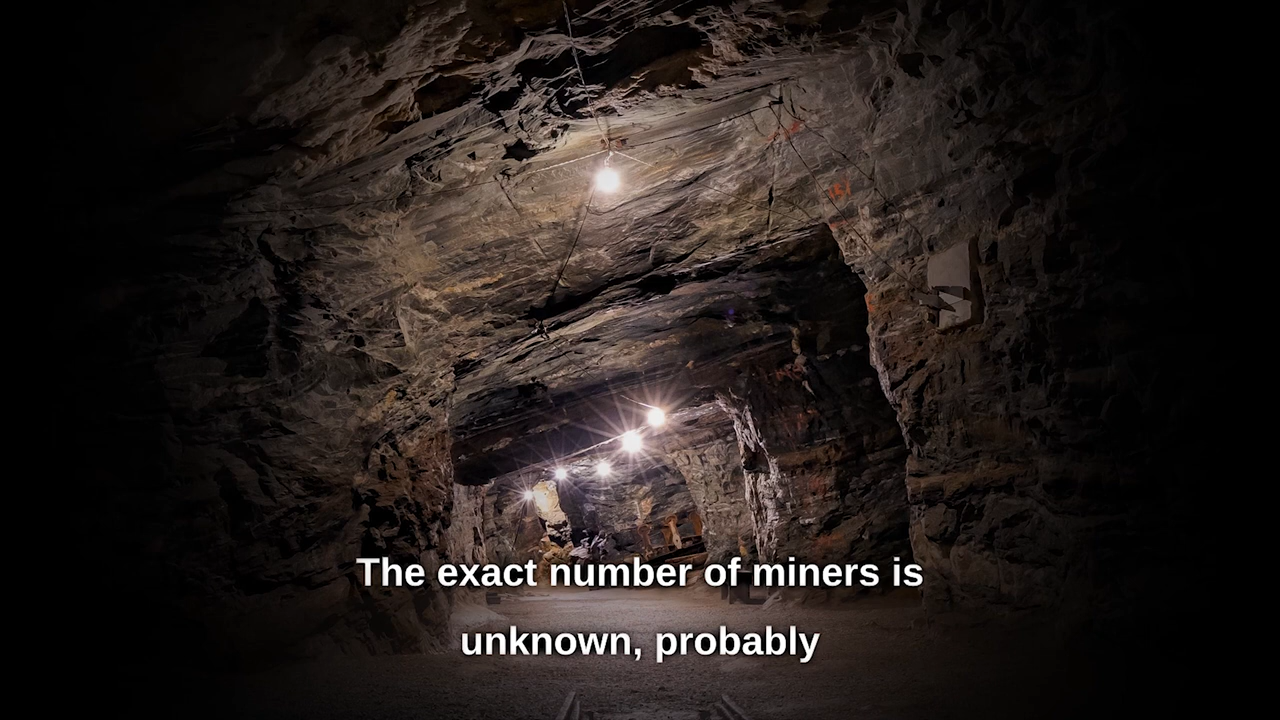 The exact number of miners is
unknown, probably